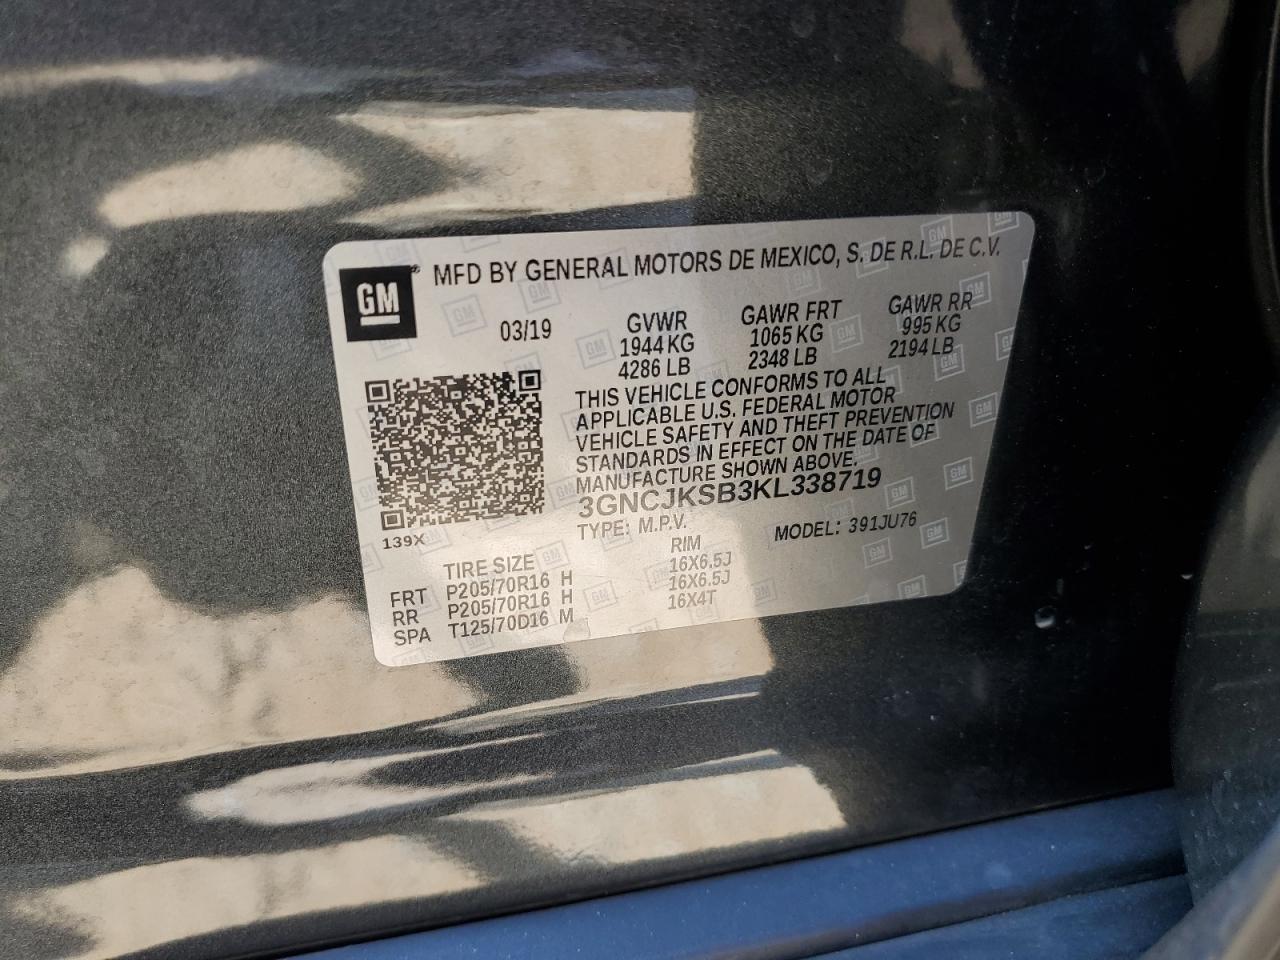 GM® MFD BY GENERAL MOTORS DE MEXICO, S. DE R.L. DE C.V.
03/19
GVWR GAWR FRT GAWR RR
1944 KG 1065 KG 995 KG
4286 LB 2348 LB 2194 LB
THIS VEHICLE CONFORMS TO ALL
APPLICABLE U.S. FEDERAL MOTOR
VEHICLE SAFETY AND THEFT PREVENTION
STANDARDS IN EFFECT ON THE DATE OF
MANUFACTURE SHOWN ABOVE.
3GNCJKSB3KL338719
TYPE: M.P.V. MODEL: 391JU76
139X
TIRE SIZE RIM
FRT P205/70R16 H 16X6.5J
RR P205/70R16 H 16X6.5J
SPA T125/70D16 M 16X4T